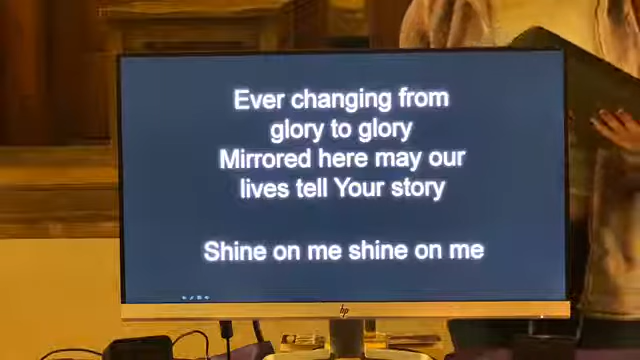 Ever changing from
glory to glory
Mirrored here may our
lives tell Your story
Shine on me shine on me
hp